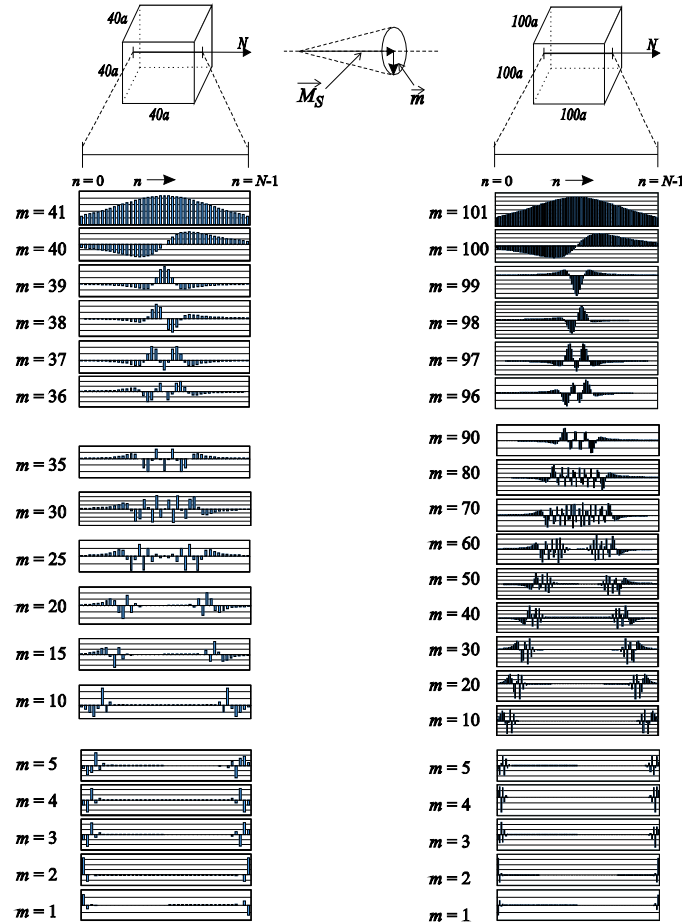 40a
40a
40a
N
M_S
m
100a
100a
100a
N
n = 0
n
n = N-1
m = 41
m = 40
m = 39
m = 38
m = 37
m = 36
m = 35
m = 30
m = 25
m = 20
m = 15
m = 10
m = 5
m = 4
m = 3
m = 2
m = 1
n = 0
n
n = N-1
m = 101
m = 100
m = 99
m = 98
m = 97
m = 96
m = 90
m = 80
m = 70
m = 60
m = 50
m = 40
m = 30
m = 20
m = 10
m = 5
m = 4
m = 3
m = 2
m = 1